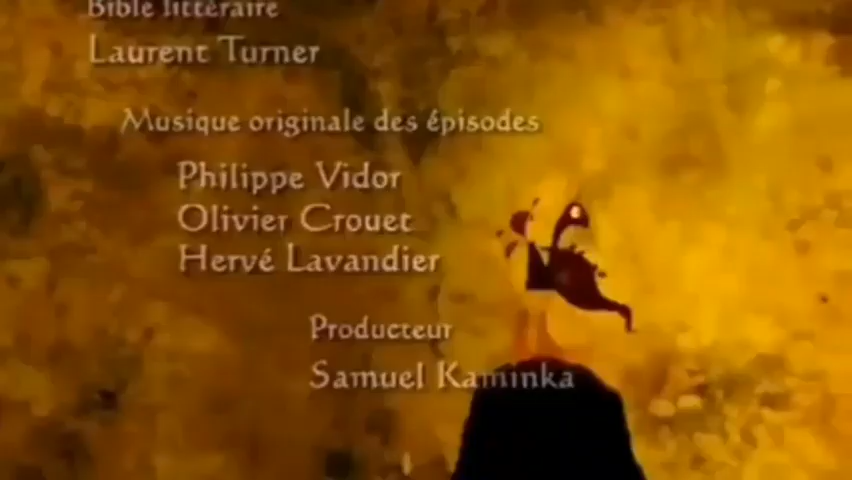 Bible littéraire
Laurent Turner
Musique originale des épisodes
Philippe Vidor
Olivier Crouet
Hervé Lavandier
Producteur
Samuel Kaminka